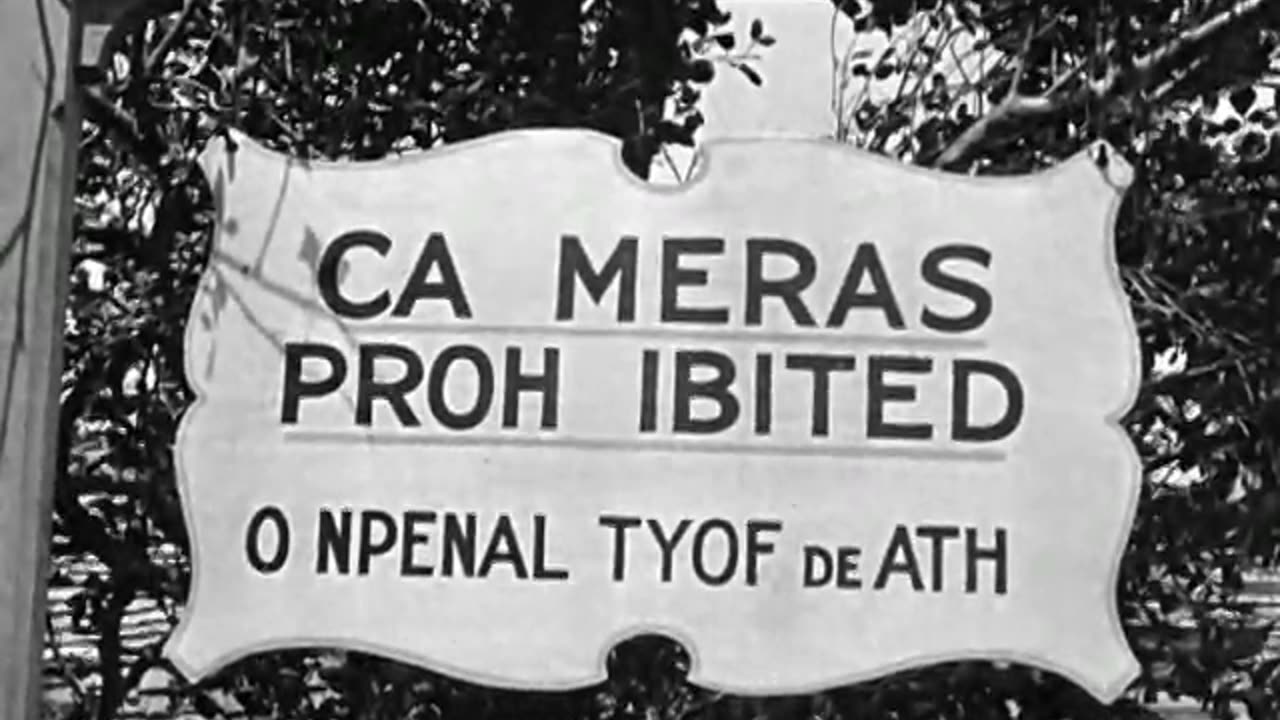 CA MERAS
PROH IBITED
O NPENAL TYOF DE ATH